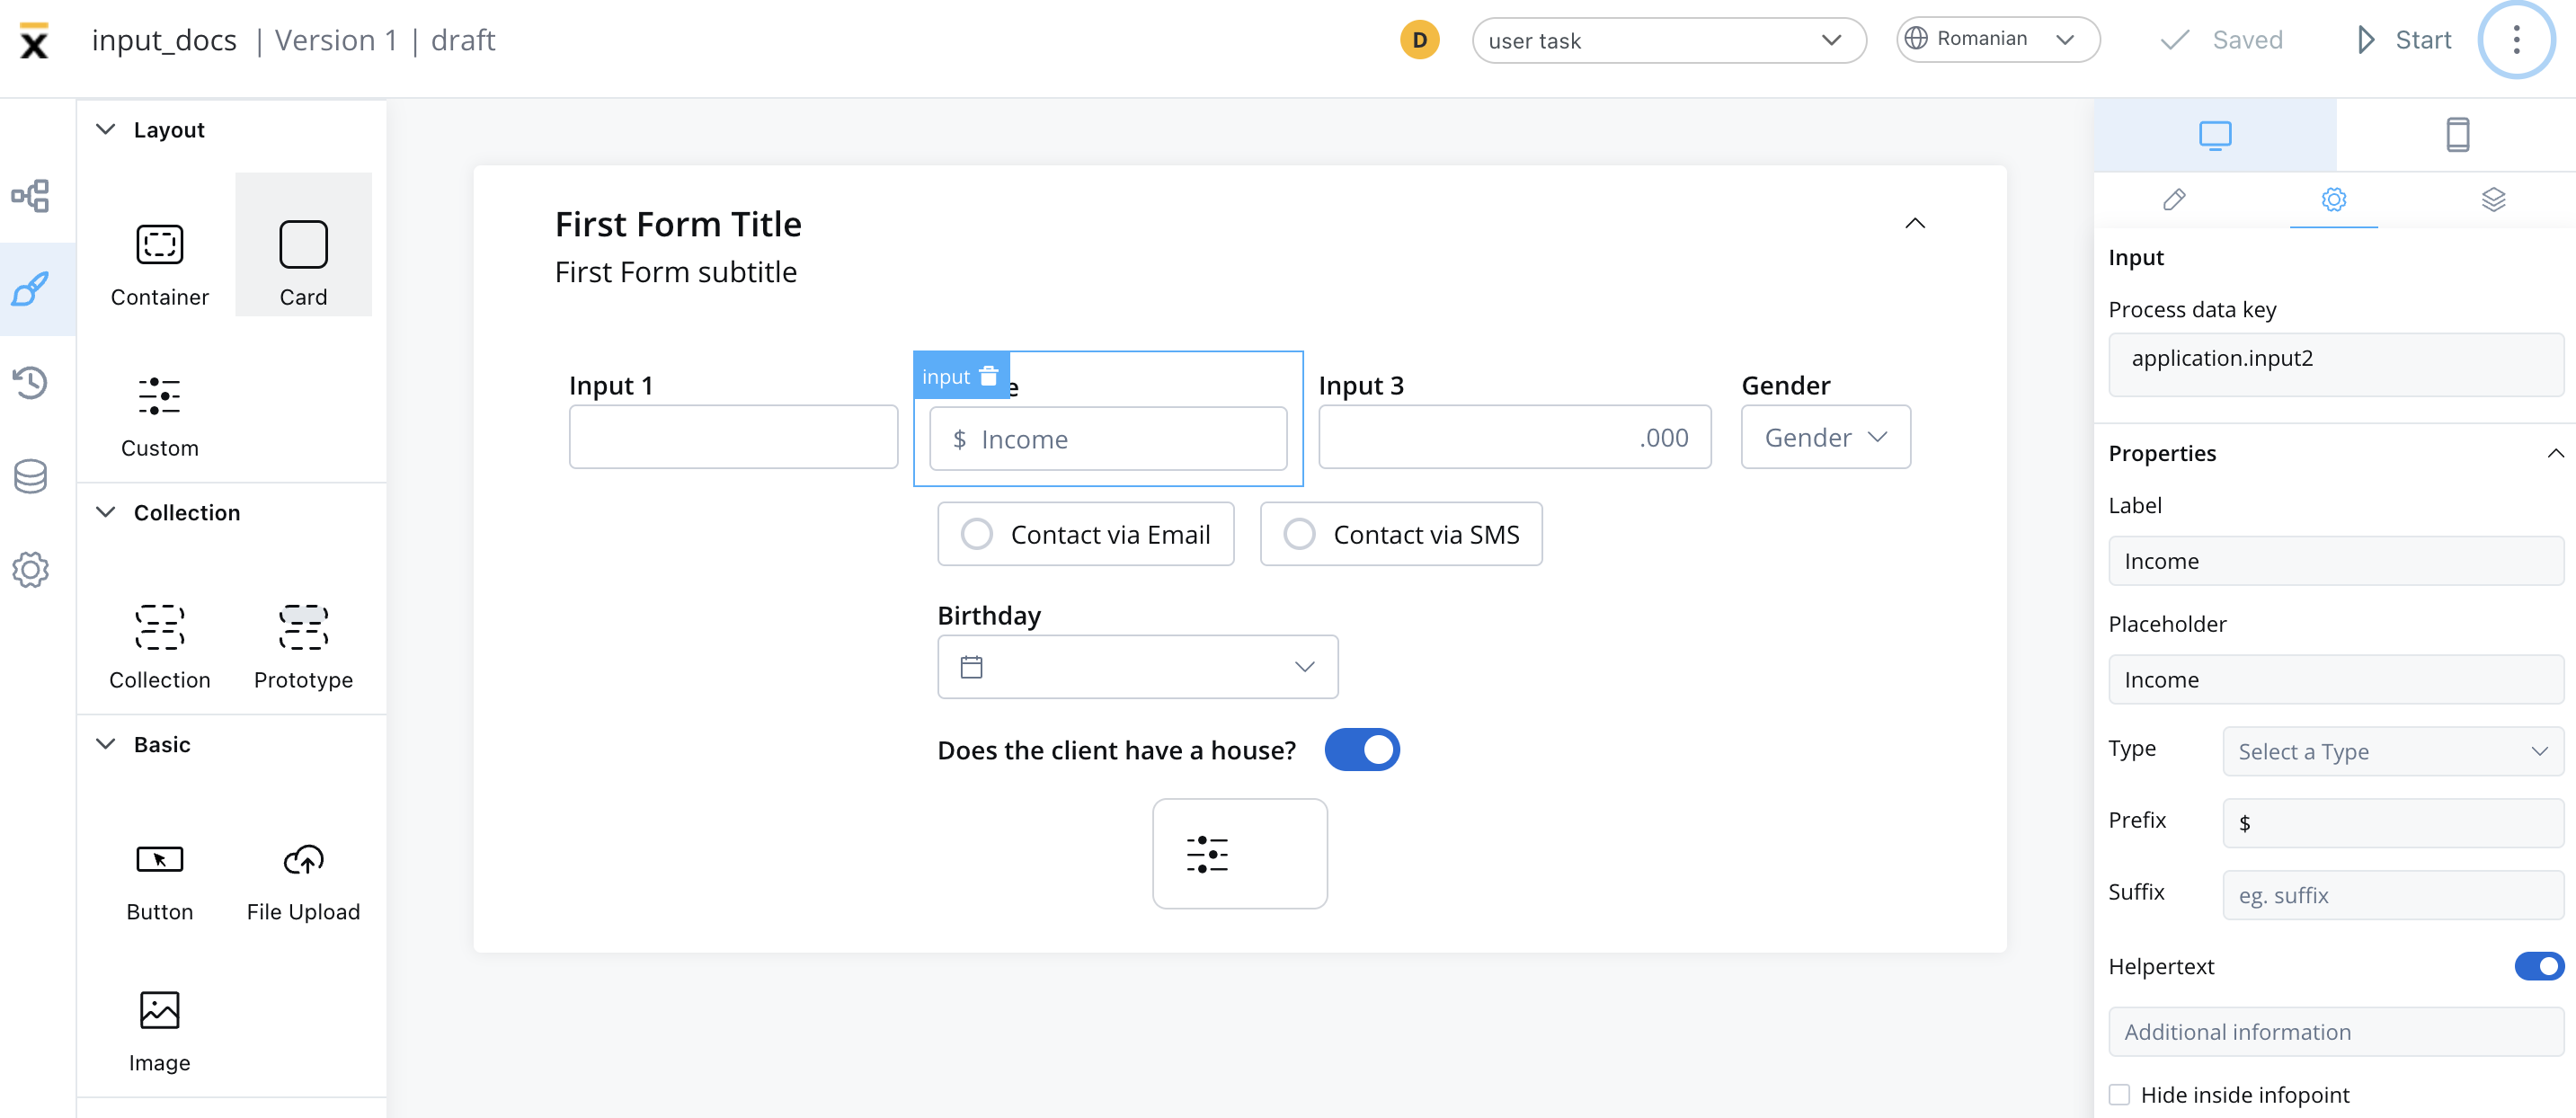 input_docs | Version 1 | draft
D
user task
Romanian
Saved
Start
Layout
Container
Card
Custom
Collection
Collection
Prototype
Basic
Button
File Upload
Image
First Form Title
First Form subtitle
Input 1
input
e
$ Income
Input 3
.000
Gender
Gender
Contact via Email
Contact via SMS
Birthday
Does the client have a house?
Input
Process data key
application.input2
Properties
Label
Income
Placeholder
Income
Type
Select a Type
Prefix
$
Suffix
eg. suffix
Helpertext
Additional information
Hide inside infopoint